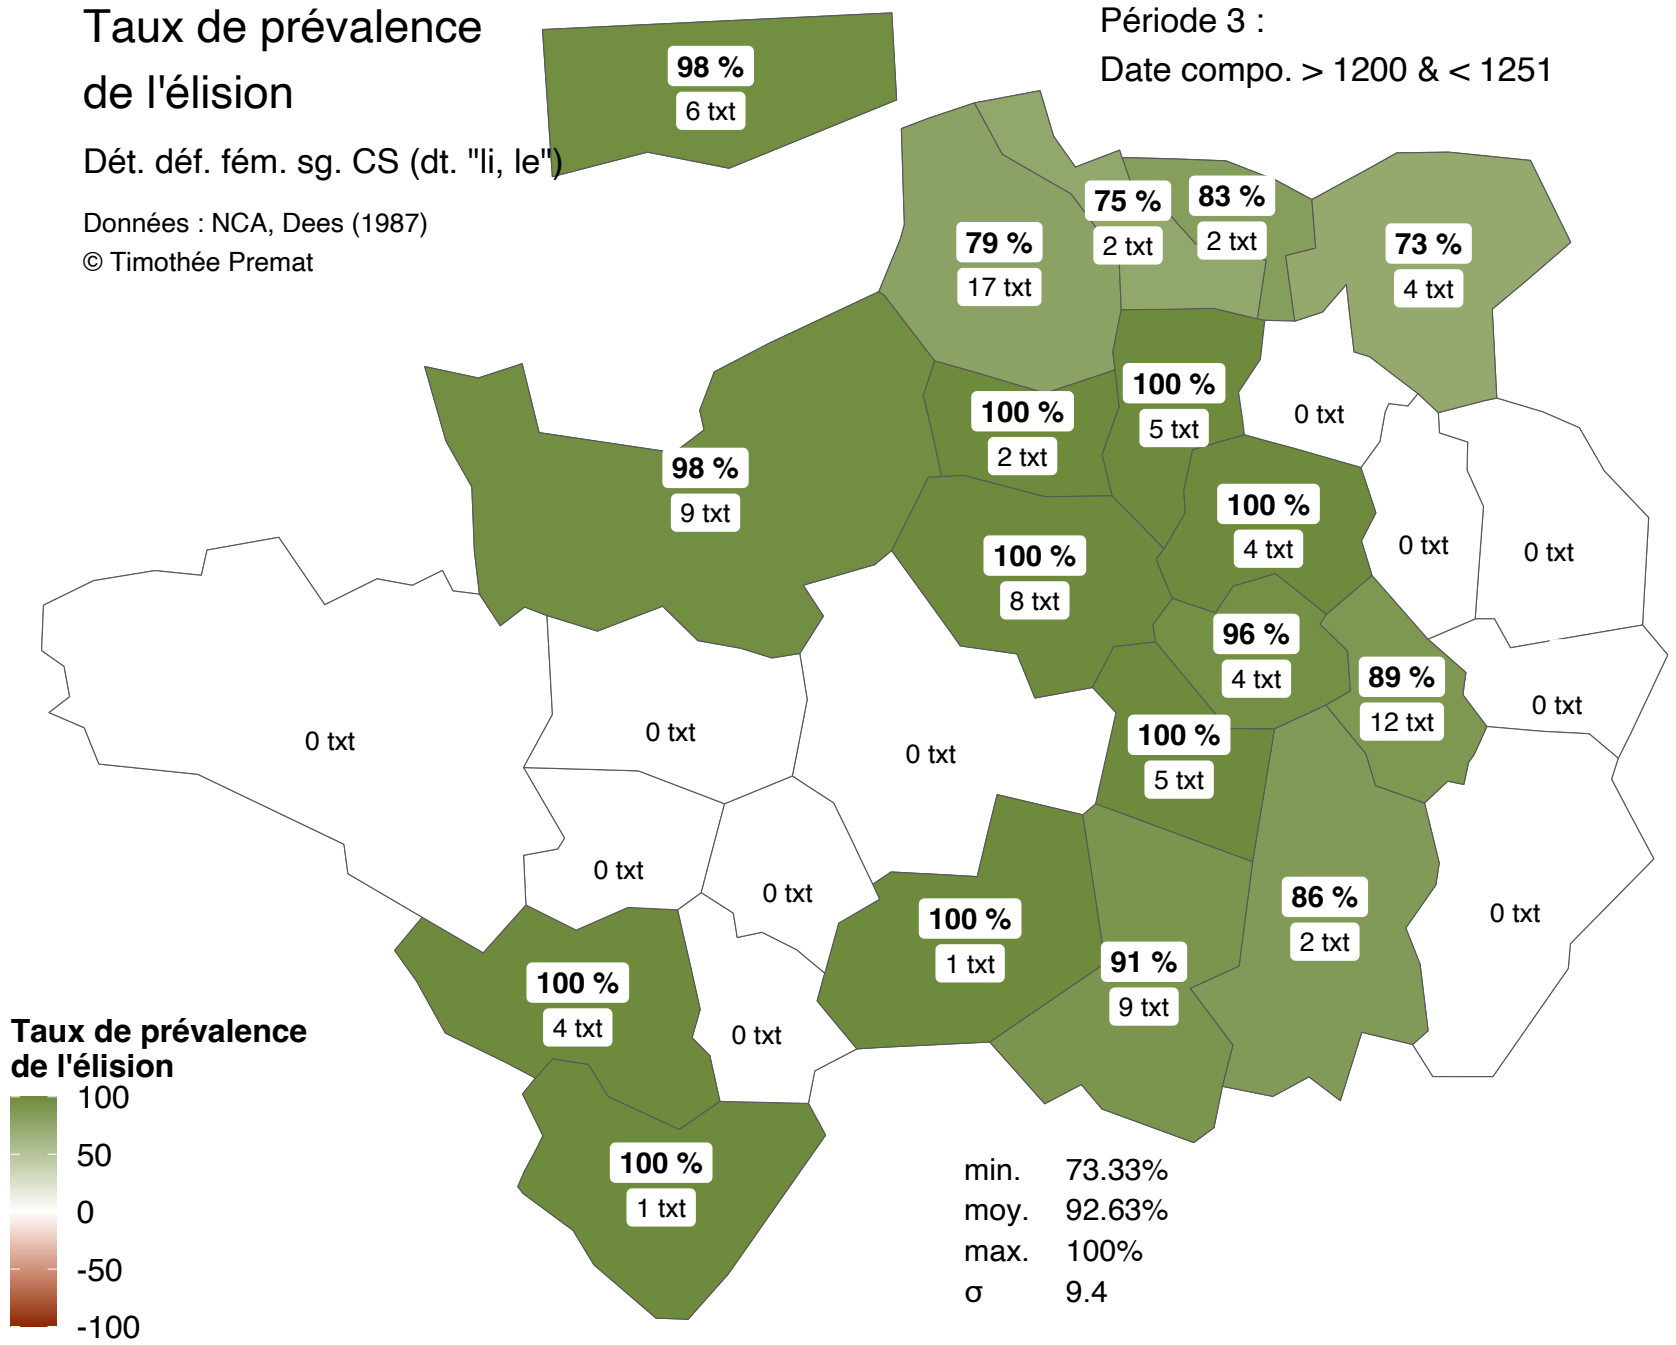 Taux de prévalence
de l'élision
Dét. déf. fém. sg. CS (dt. "li, le")
Données : NCA, Dees (1987)
© Timothée Premat
Période 3 :
Date compo. > 1200 & < 1251
98 %
6 txt
75 %
2 txt
83 %
2 txt
79 %
17 txt
73 %
4 txt
100 %
5 txt
100 %
2 txt
0 txt
98 %
9 txt
100 %
4 txt
0 txt
0 txt
100 %
8 txt
96 %
4 txt
89 %
12 txt
0 txt
0 txt
0 txt
0 txt
100 %
5 txt
0 txt
0 txt
100 %
1 txt
86 %
2 txt
0 txt
91 %
9 txt
100 %
4 txt
0 txt
100 %
1 txt
Taux de prévalence
de l'élision
100
50
0
-50
-100
min. 73.33%
moy. 92.63%
max. 100%
σ 9.4